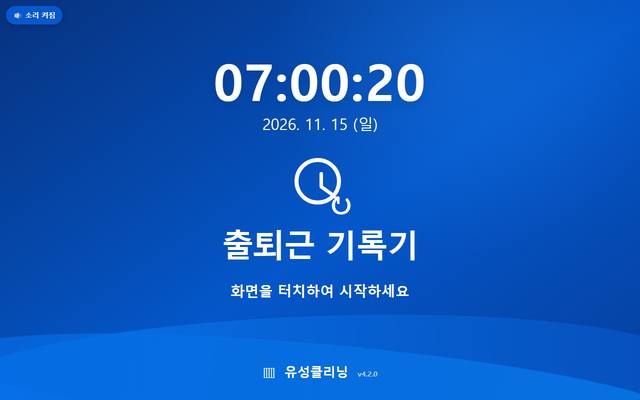 소리 켜짐
07:00:20
2026. 11. 15 (일)
출퇴근 기록기
화면을 터치하여 시작하세요
유성클리닝 v4.2.0